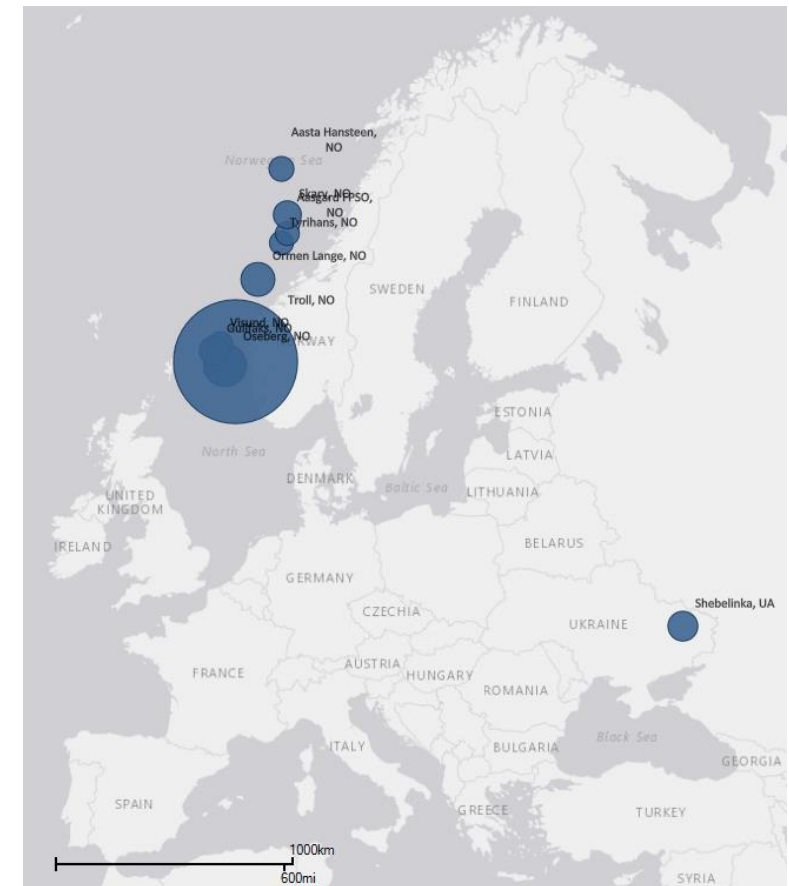 Aasta Hansteen,
NO
Norwegian Sea
Skarv, NO
Aasgard FPSO,
NO
Tyrihans, NO
Ormen Lange, NO
SWEDEN
Troll, NO
FINLAND
Visund, NO
Gullfaks, NO
Oseberg, NO
WAY
ESTONIA
North Sea
LATVIA
DENMARK
Baltic Sea
LITHUANIA
UNITED
KINGDOM
IRELAND
BELARUS
GERMANY
Shebelinka, UA
CZECHIA
UKRAINE
AUSTRIA
FRANCE
HUNGARY
ROMANIA
Black Sea
ITALY
BULGARIA
GEORGIA
SPAIN
GREECE
TURKEY
1000km
600mi
SYRIA